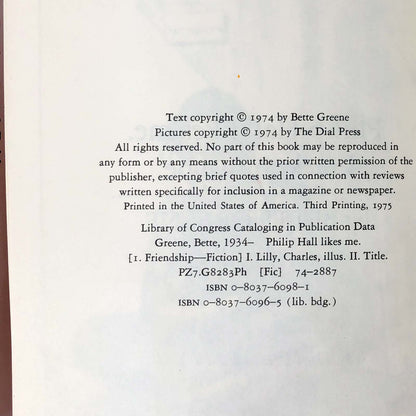 Text copyright © 1974 by Bette Greene
Pictures copyright © 1974 by The Dial Press
All rights reserved. No part of this book may be reproduced in
any form or by any means without the prior written permission of the
publisher, excepting brief quotes used in connection with reviews
written specifically for inclusion in a magazine or newspaper.
Printed in the United States of America. Third Printing, 1975
Library of Congress Cataloging in Publication Data
Greene, Bette, 1934– Philip Hall likes me.
[1. Friendship—Fiction] I. Lilly, Charles, illus. II. Title.
PZ7.G8283Ph [Fic] 74–2887
ISBN 0–8037–6098–1
ISBN 0–8037–6096–5 (lib. bdg.)